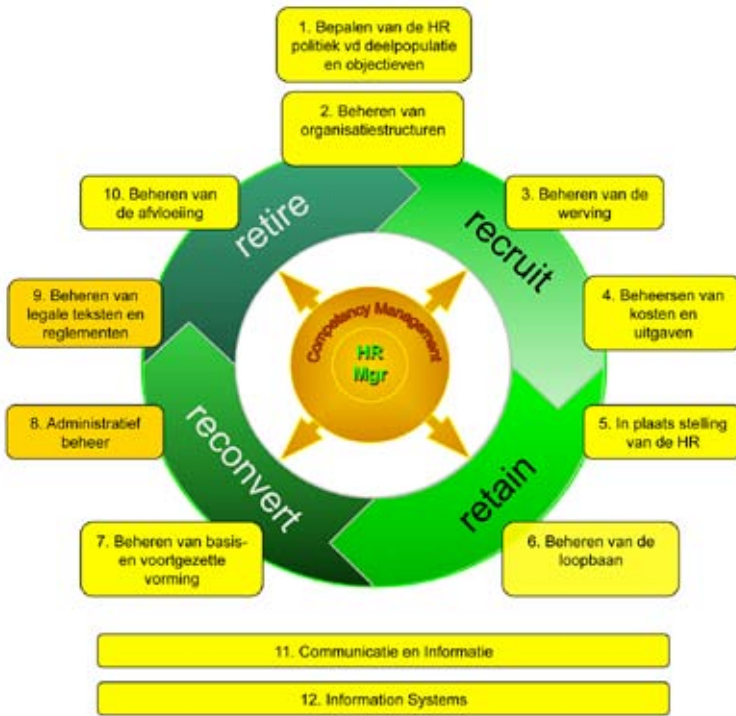 1. Bepalen van de HR
politiek vd deelpopulatie
en objectieven
2. Beheren van
organisatiestructuren
10. Beheren van
de afvloeiing
retire
recruit
3. Beheren van de
werving
9. Beheren van
legale teksten en
reglementen
Competency Management
HR
Mgr
4. Beheersen van
kosten en
uitgaven
8. Administratief
beheer
reconvert
retain
5. In plaats stelling
van de HR
7. Beheren van basis-
en voortgezette
vorming
6. Beheren van de
loopbaan
11. Communicatie en Informatie
12. Information Systems